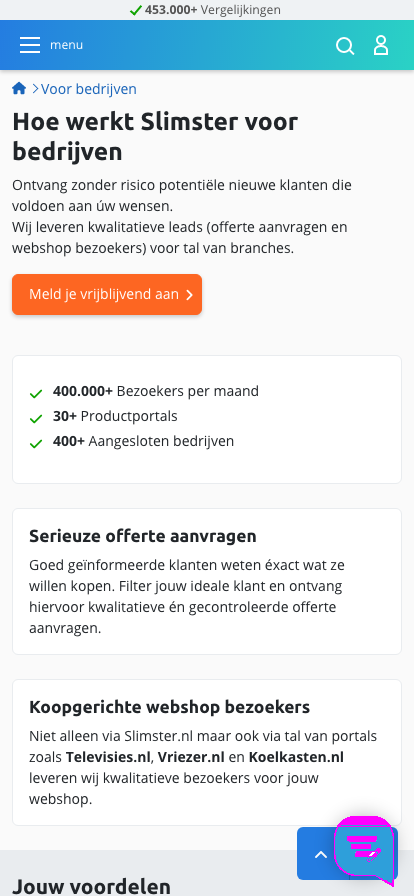 453.000+ Vergelijkingen
menu
Voor bedrijven
Hoe werkt Slimster voor
bedrijven
Ontvang zonder risico potentiële nieuwe klanten die
voldoen aan úw wensen.
Wij leveren kwalitatieve leads (offerte aanvragen en
webshop bezoekers) voor tal van branches.
Meld je vrijblijvend aan
400.000+ Bezoekers per maand
30+ Productportals
400+ Aangesloten bedrijven
Serieuze offerte aanvragen
Goed geïnformeerde klanten weten éxact wat ze
willen kopen. Filter jouw ideale klant en ontvang
hiervoor kwalitatieve én gecontroleerde offerte
aanvragen.
Koopgerichte webshop bezoekers
Niet alleen via Slimster.nl maar ook via tal van portals
zoals Televisies.nl, Vriezer.nl en Koelkasten.nl
leveren wij kwalitatieve bezoekers voor jouw
webshop.
Jouw voordelen